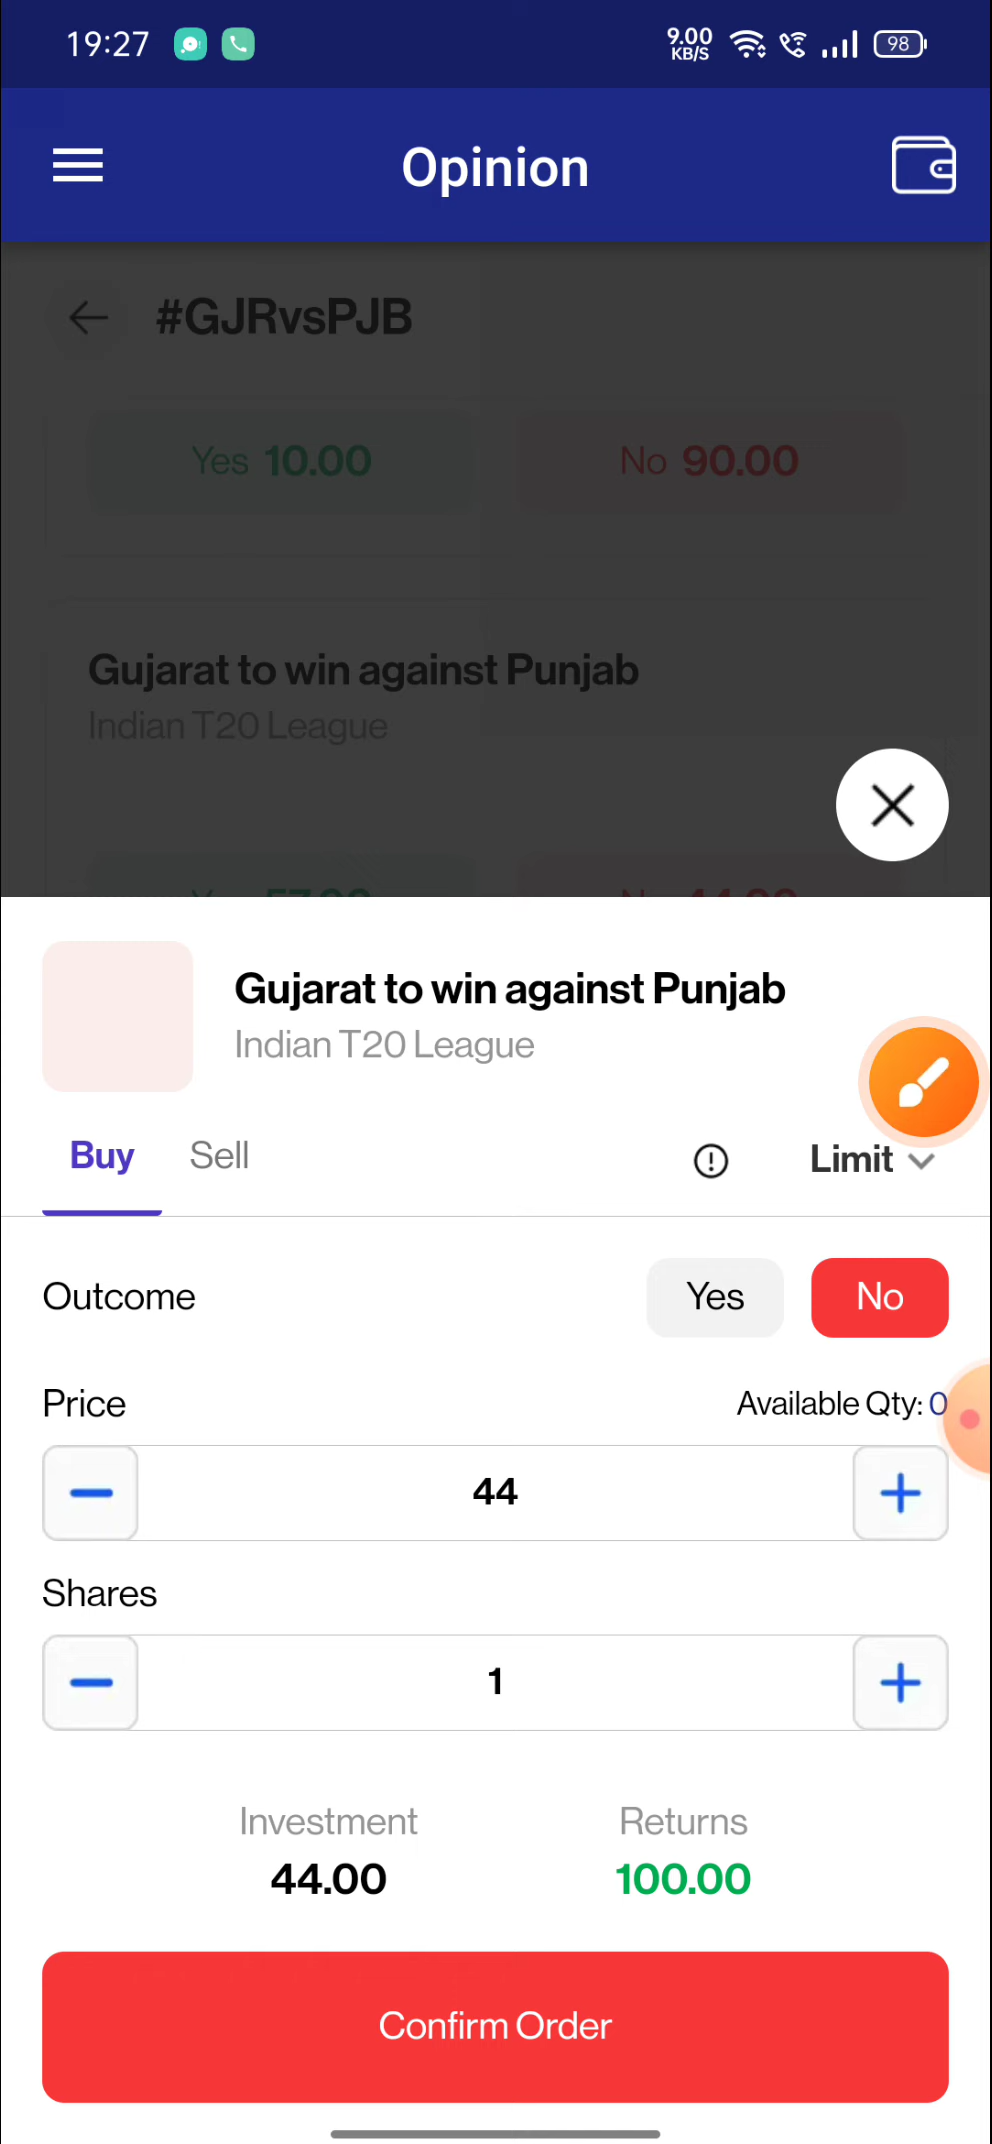 19:27
9.00
KB/S
98
Opinion
#GJRvsPJB
Yes 10.00
No 90.00
Gujarat to win against Punjab
Indian T20 League
Gujarat to win against Punjab
Indian T20 League
Buy
Sell
Limit
Outcome
Yes
No
Price
Available Qty: 0
44
Shares
1
Investment
Returns
44.00
100.00
Confirm Order